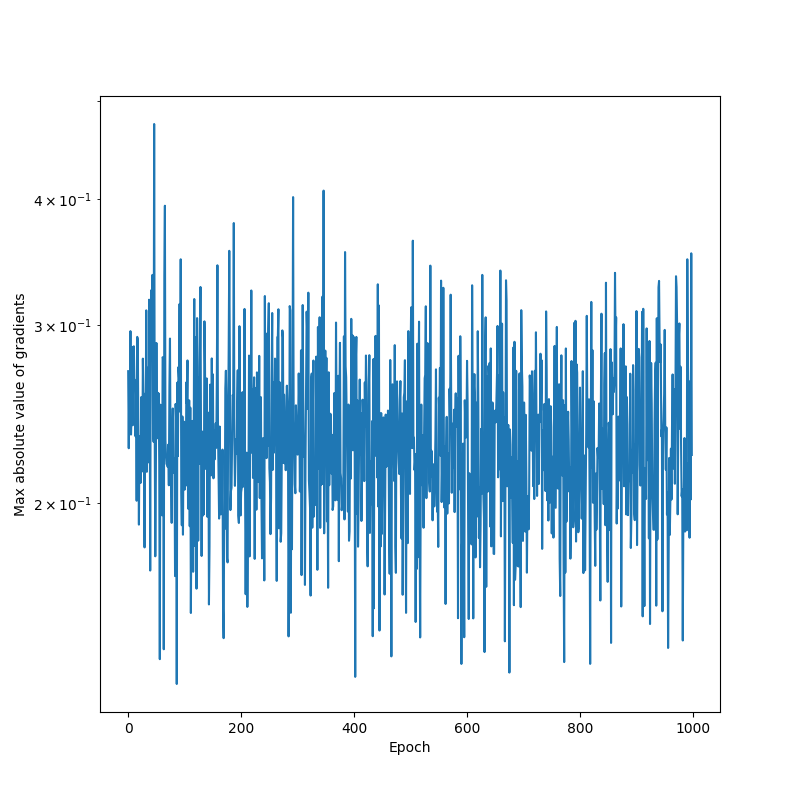 Max absolute value of gradients
4 × 10⁻¹
3 × 10⁻¹
2 × 10⁻¹
0 200 400 600 800 1000
Epoch